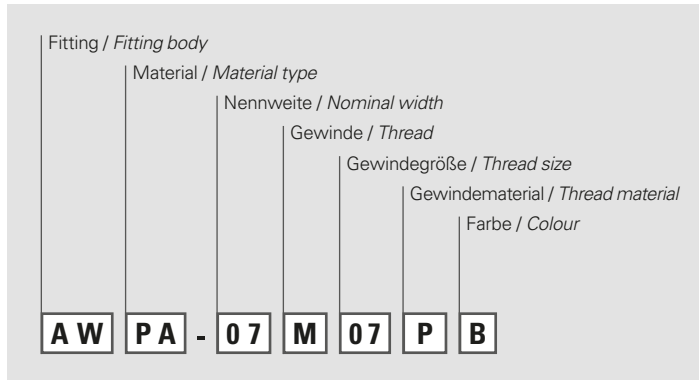 Fitting / Fitting body
Material / Material type
Nennweite / Nominal width
Gewinde / Thread
Gewindegröße / Thread size
Gewindematerial / Thread material
Farbe / Colour
AW PA - 07 M 07 P B